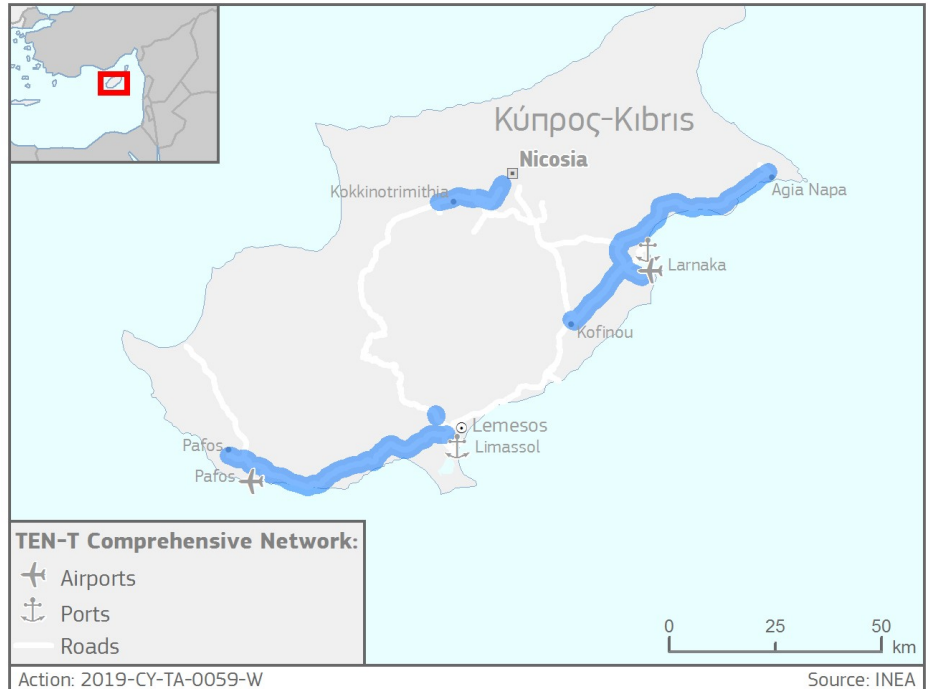 Κύπρος-Kıbrıs
Nicosia
Kokkinotrimithia
Agia Napa
Larnaka
Kofinou
Lemesos
Limassol
Pafos
Pafos
TEN-T Comprehensive Network:
Airports
Ports
Roads
0 25 50
km
Action: 2019-CY-TA-0059-W
Source: INEA